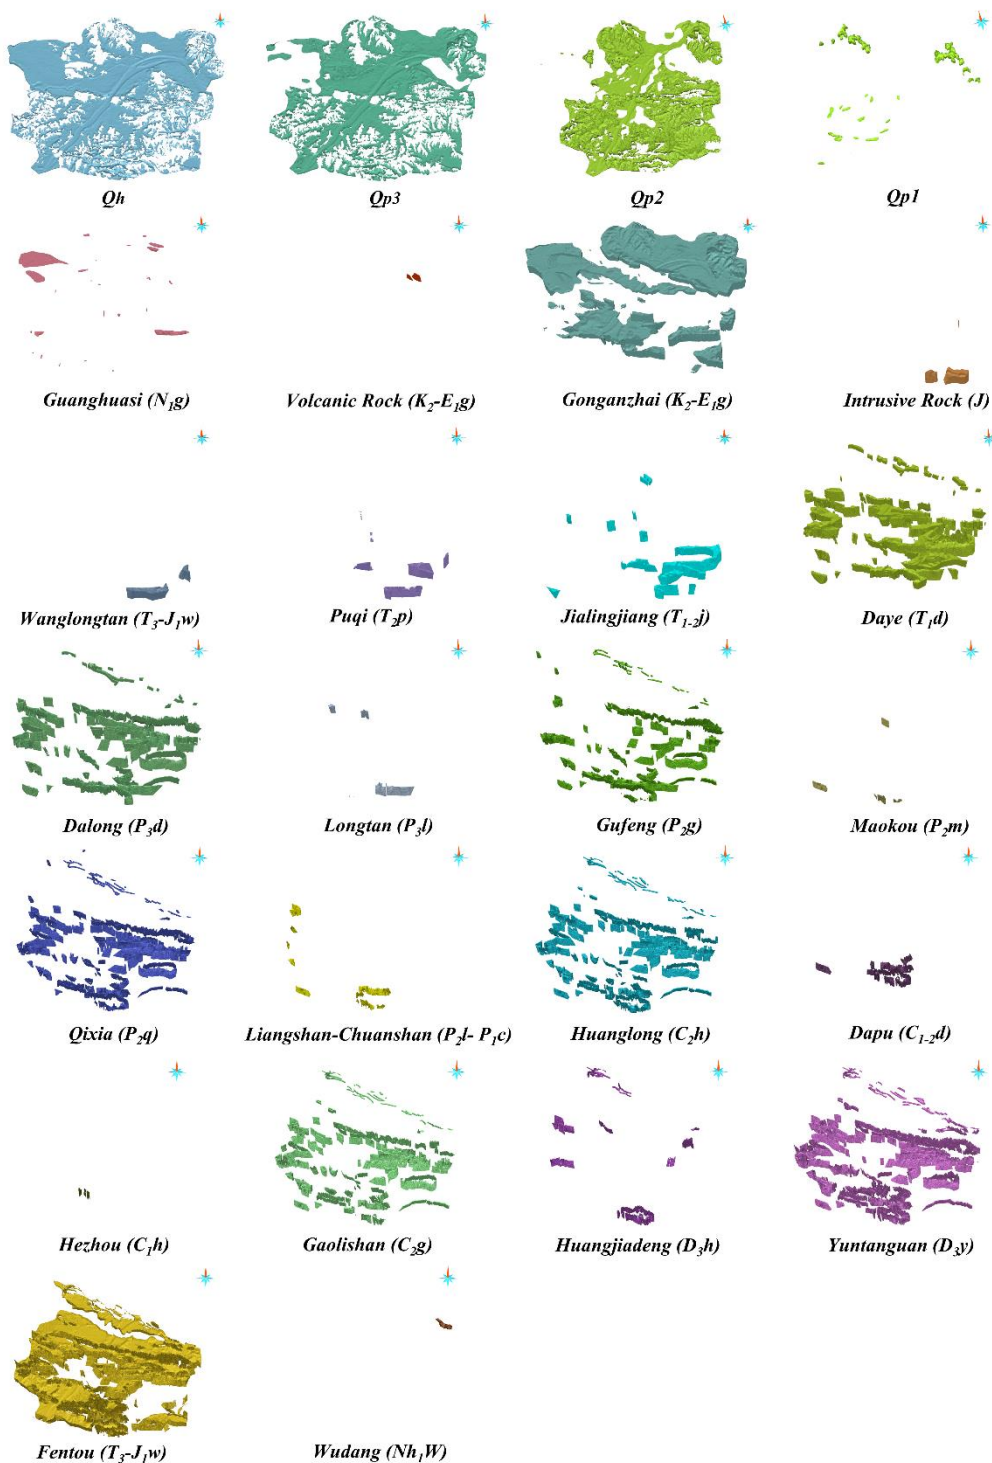 Qh
Qp3
Qp2
Qp1
Guanghuasi (N₁g)
Volcanic Rock (K₂-E₁g)
Gonganzhai (K₂-E₁g)
Intrusive Rock (J)
Wanglongtan (T₃-J₁w)
Puqi (T₂p)
Jialingjiang (T₁₋₂j)
Daye (T₁d)
Dalong (P₃d)
Longtan (P₃l)
Gufeng (P₂g)
Maokou (P₂m)
Qixia (P₂q)
Liangshan-Chuanshan (P₂l- P₁c)
Huanglong (C₂h)
Dapu (C₁₋₂d)
Hezhou (C₁h)
Gaolishan (C₂g)
Huangjiadeng (D₃h)
Yuntanguan (D₃y)
Fentou (T₃-J₁w)
Wudang (Nh₁W)